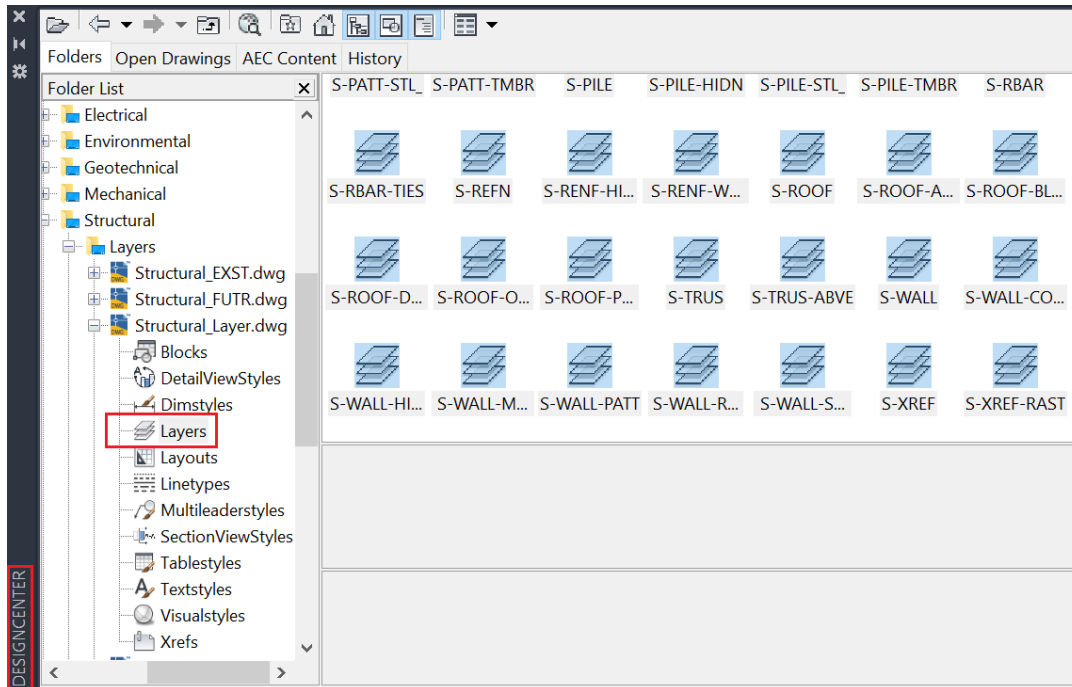 Folders Open Drawings AEC Content History
Folder List
Electrical
Environmental
Geotechnical
Mechanical
Structural
Layers
Structural_EXST.dwg
Structural_FUTR.dwg
Structural_Layer.dwg
Blocks
DetailViewStyles
Dimstyles
Layers
Layouts
Linetypes
Multileaderstyles
SectionViewStyles
Tablestyles
Textstyles
Visualstyles
Xrefs
DESIGNCENTER
S-PATT-STL_ S-PATT-TMBR S-PILE S-PILE-HIDN S-PILE-STL_ S-PILE-TMBR S-RBAR
S-RBAR-TIES S-REFN S-RENF-HI... S-RENF-W... S-ROOF S-ROOF-A... S-ROOF-BL...
S-ROOF-D... S-ROOF-O... S-ROOF-P... S-TRUS S-TRUS-ABVE S-WALL S-WALL-CO...
S-WALL-HI... S-WALL-M... S-WALL-PATT S-WALL-R... S-WALL-S... S-XREF S-XREF-RAST